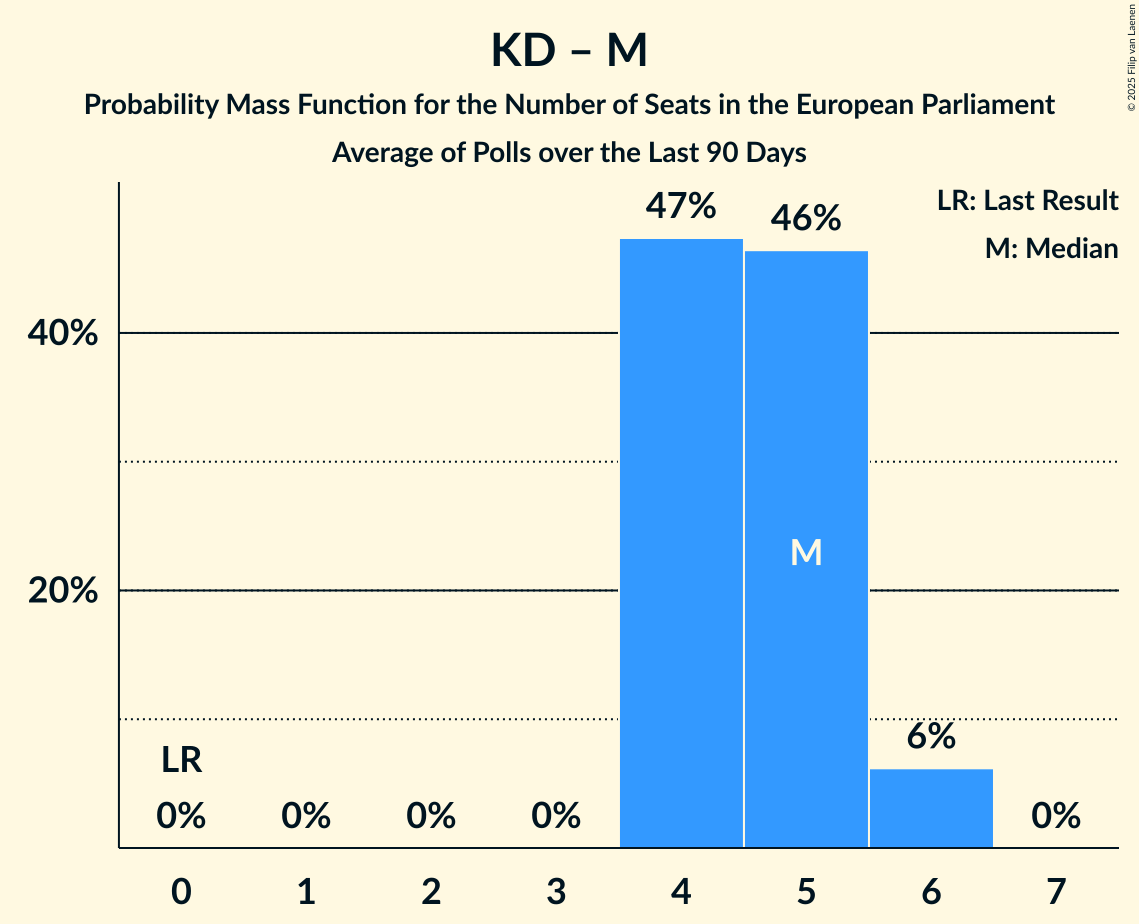 KD – M
Probability Mass Function for the Number of Seats in the European Parliament
Average of Polls over the Last 90 Days
© 2025 Filip van Laenen
LR: Last Result
M: Median
47%
46%
40%
M
20%
6%
LR
0%
0%
0%
0%
0%
0
1
2
3
4
5
6
7